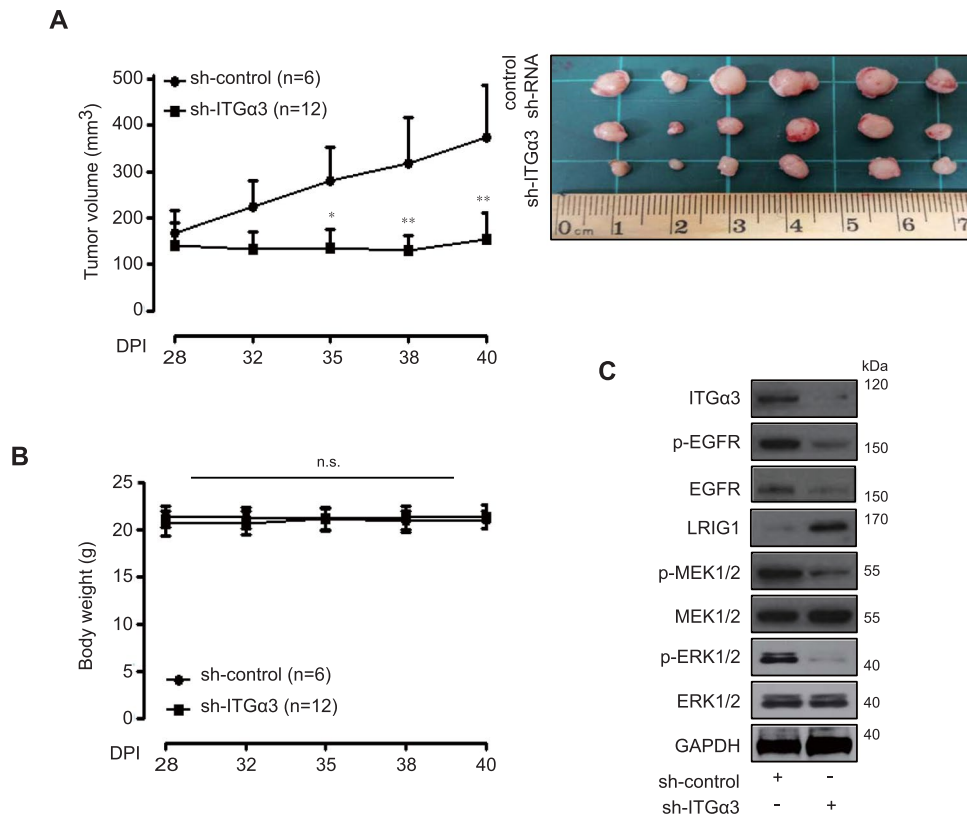 A
Tumor volume (mm3)
500
400
300
200
100
0
sh-control (n=6)
sh-ITGα3 (n=12)
*
**
**
DPI
28 32 35 38 40
control
sh-RNA
sh-ITGα3
0 cm 1 2 3 4 5 6 7
B
n.s.
Body weight (g)
25
20
15
10
5
0
sh-control (n=6)
sh-ITGα3 (n=12)
DPI
28 32 35 38 40
C
kDa
ITGα3 120
p-EGFR 150
EGFR 150
LRIG1 170
p-MEK1/2 55
MEK1/2 55
p-ERK1/2 40
ERK1/2 40
GAPDH 40
sh-control + -
sh-ITGα3 - +